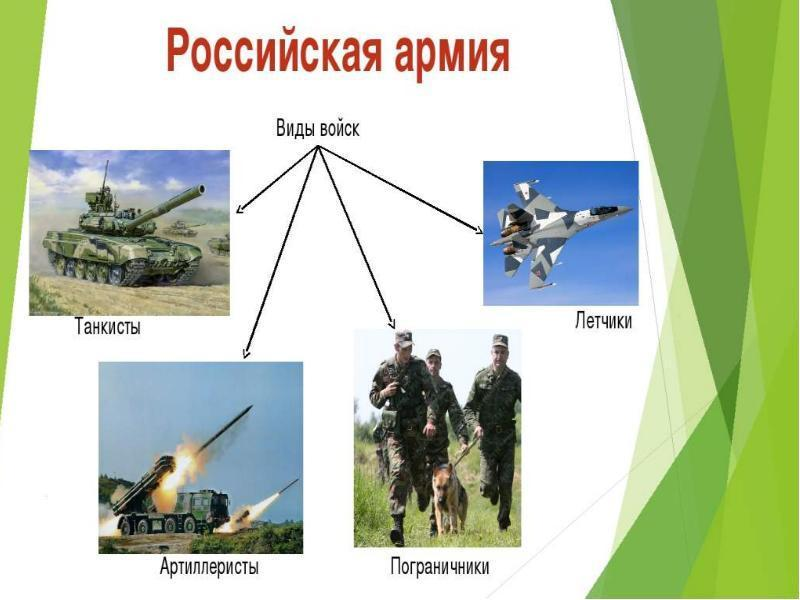 Российская армия
Виды войск
Танкисты
Летчики
Артиллеристы
Пограничники